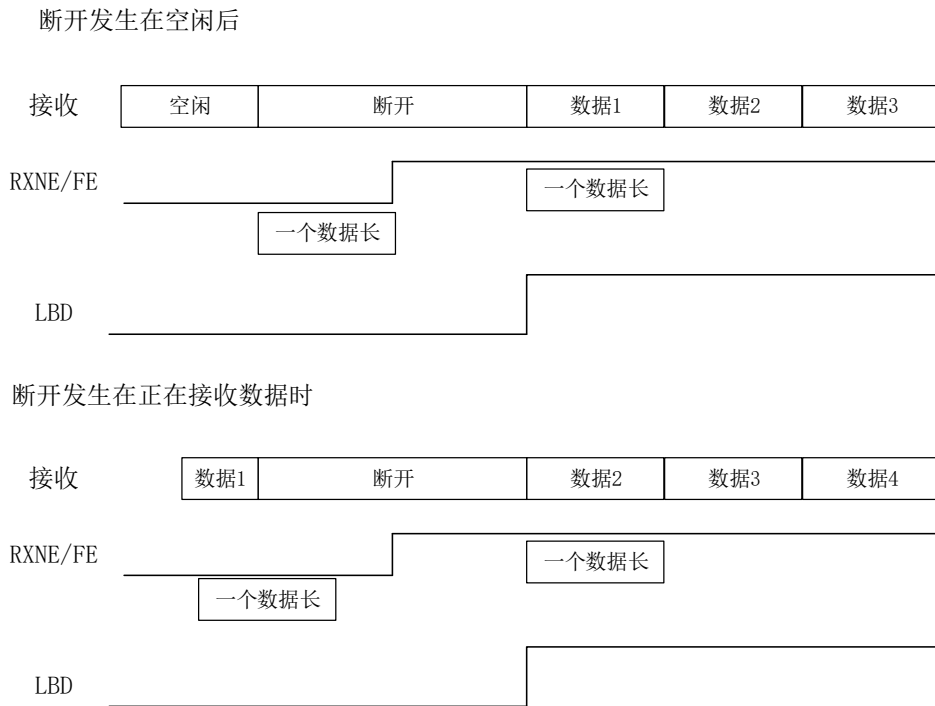 断开发生在空闲后
接收 空闲 断开 数据1 数据2 数据3
RXNE/FE
一个数据长
一个数据长
LBD
断开发生在正在接收数据时
接收 数据1 断开 数据2 数据3 数据4
RXNE/FE
一个数据长
一个数据长
LBD